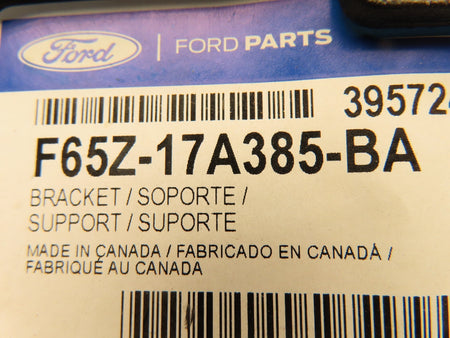 Ford | FORD PARTS
39572
F65Z-17A385-BA
BRACKET / SOPORTE /
SUPPORT / SUPORTE
MADE IN CANADA / FABRICADO EN CANADÁ /
FABRIQUÉ AU CANADA